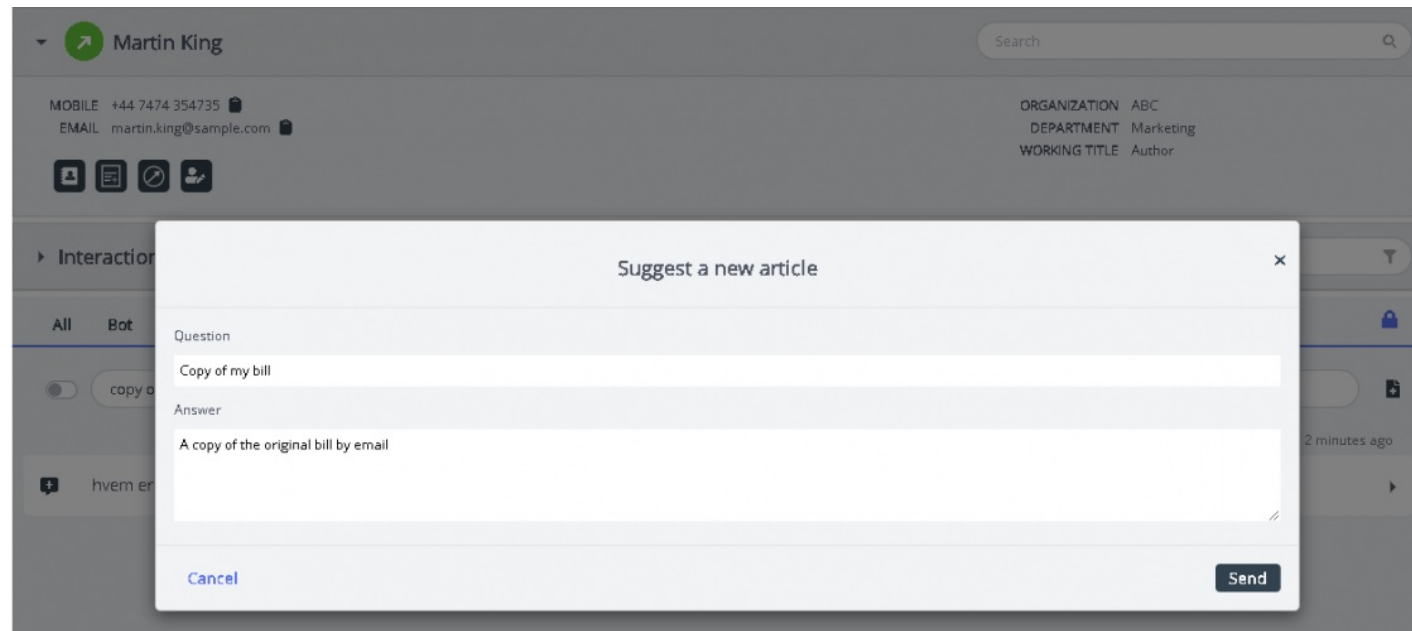 Martin King
Search
MOBILE +44 7474 354735
EMAIL martin.king@sample.com
ORGANIZATION ABC
DEPARTMENT Marketing
WORKING TITLE Author
Interaction
Suggest a new article
×
All Bot
Question
Copy of my bill
copy o
Answer
A copy of the original bill by email
2 minutes ago
hvem er
Cancel
Send